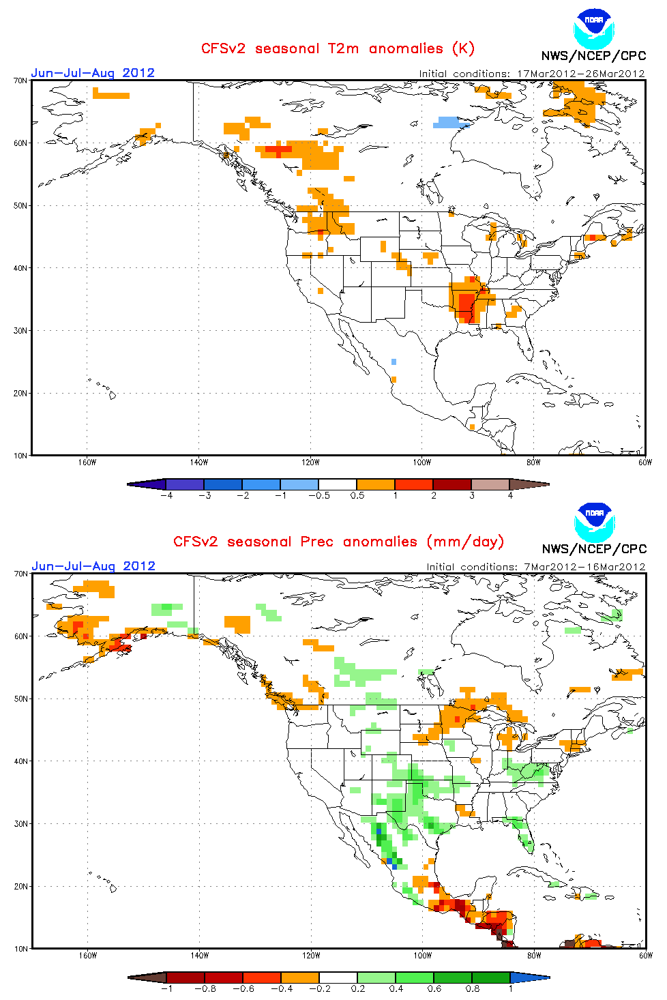 NOAA
NWS/NCEP/CPC
CFSv2 seasonal T2m anomalies (K)
Jun-Jul-Aug 2012 Initial conditions: 17Mar2012-26Mar2012
70N
60N
50N
40N
30N
20N
10N
160W 140W 120W 100W 80W 60W
-4 -3 -2 -1 -0.5 0.5 1 2 3 4
NOAA
NWS/NCEP/CPC
CFSv2 seasonal Prec anomalies (mm/day)
Jun-Jul-Aug 2012 Initial conditions: 7Mar2012-16Mar2012
70N
60N
50N
40N
30N
20N
10N
160W 140W 120W 100W 80W 60W
-1 -0.8 -0.6 -0.4 -0.2 0.2 0.4 0.6 0.8 1